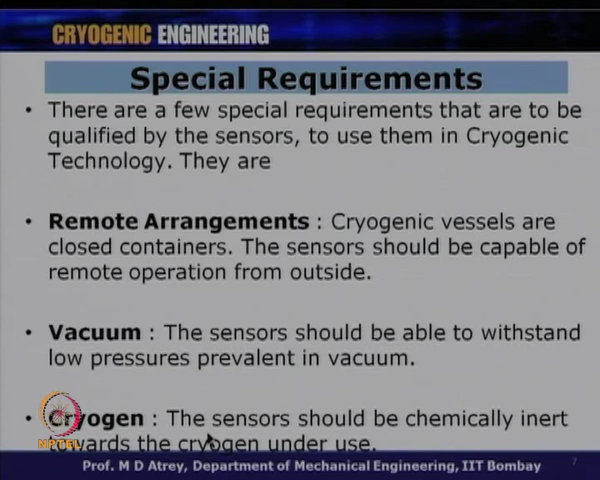 CRYOGENIC ENGINEERING
Special Requirements
• There are a few special requirements that are to be
qualified by the sensors, to use them in Cryogenic
Technology. They are
• Remote Arrangements : Cryogenic vessels are
closed containers. The sensors should be capable of
remote operation from outside.
• Vacuum : The sensors should be able to withstand
low pressures prevalent in vacuum.
• Cryogen : The sensors should be chemically inert
towards the cryogen under use.
NPTEL
Prof. M D Atrey, Department of Mechanical Engineering, IIT Bombay
7